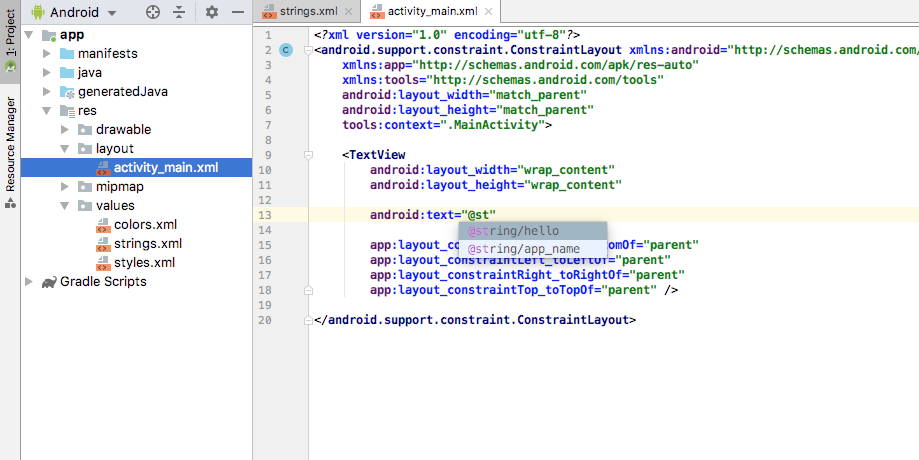 1: Project
Resource Manager
Android
app
manifests
java
generatedJava
res
drawable
layout
activity_main.xml
mipmap
values
colors.xml
strings.xml
styles.xml
Gradle Scripts
strings.xml
activity_main.xml
1 <?xml version="1.0" encoding="utf-8"?>
2 C <android.support.constraint.ConstraintLayout xmlns:android="http://schemas.android.com/
3 xmlns:app="http://schemas.android.com/apk/res-auto"
4 xmlns:tools="http://schemas.android.com/tools"
5 android:layout_width="match_parent"
6 android:layout_height="match_parent"
7 tools:context=".MainActivity">
8
9 <TextView
10 android:layout_width="wrap_content"
11 android:layout_height="wrap_content"
12
13 android:text="@st"
14 @string/hello
@string/app_name
15 app:layout_co omOf="parent"
16 app:layout_constraintLeft_toLeftOf="parent"
17 app:layout_constraintRight_toRightOf="parent"
18 app:layout_constraintTop_toTopOf="parent" />
19
20 </android.support.constraint.ConstraintLayout>